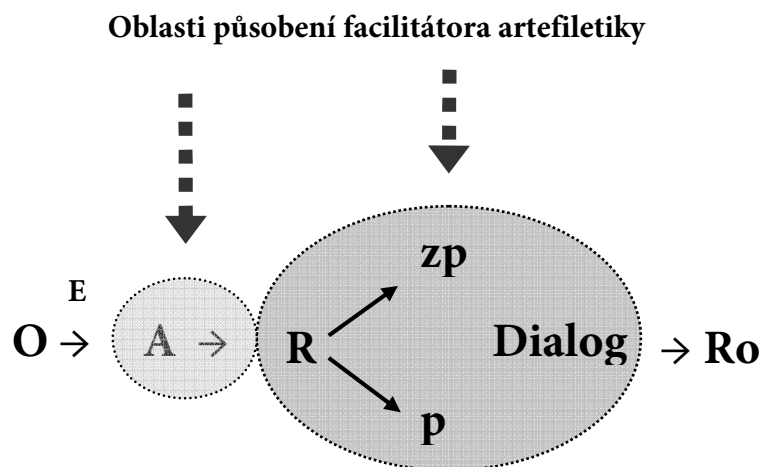 Oblasti působení facilitátora artefiletiky
zp
E
O → A → R Dialog → Ro
p